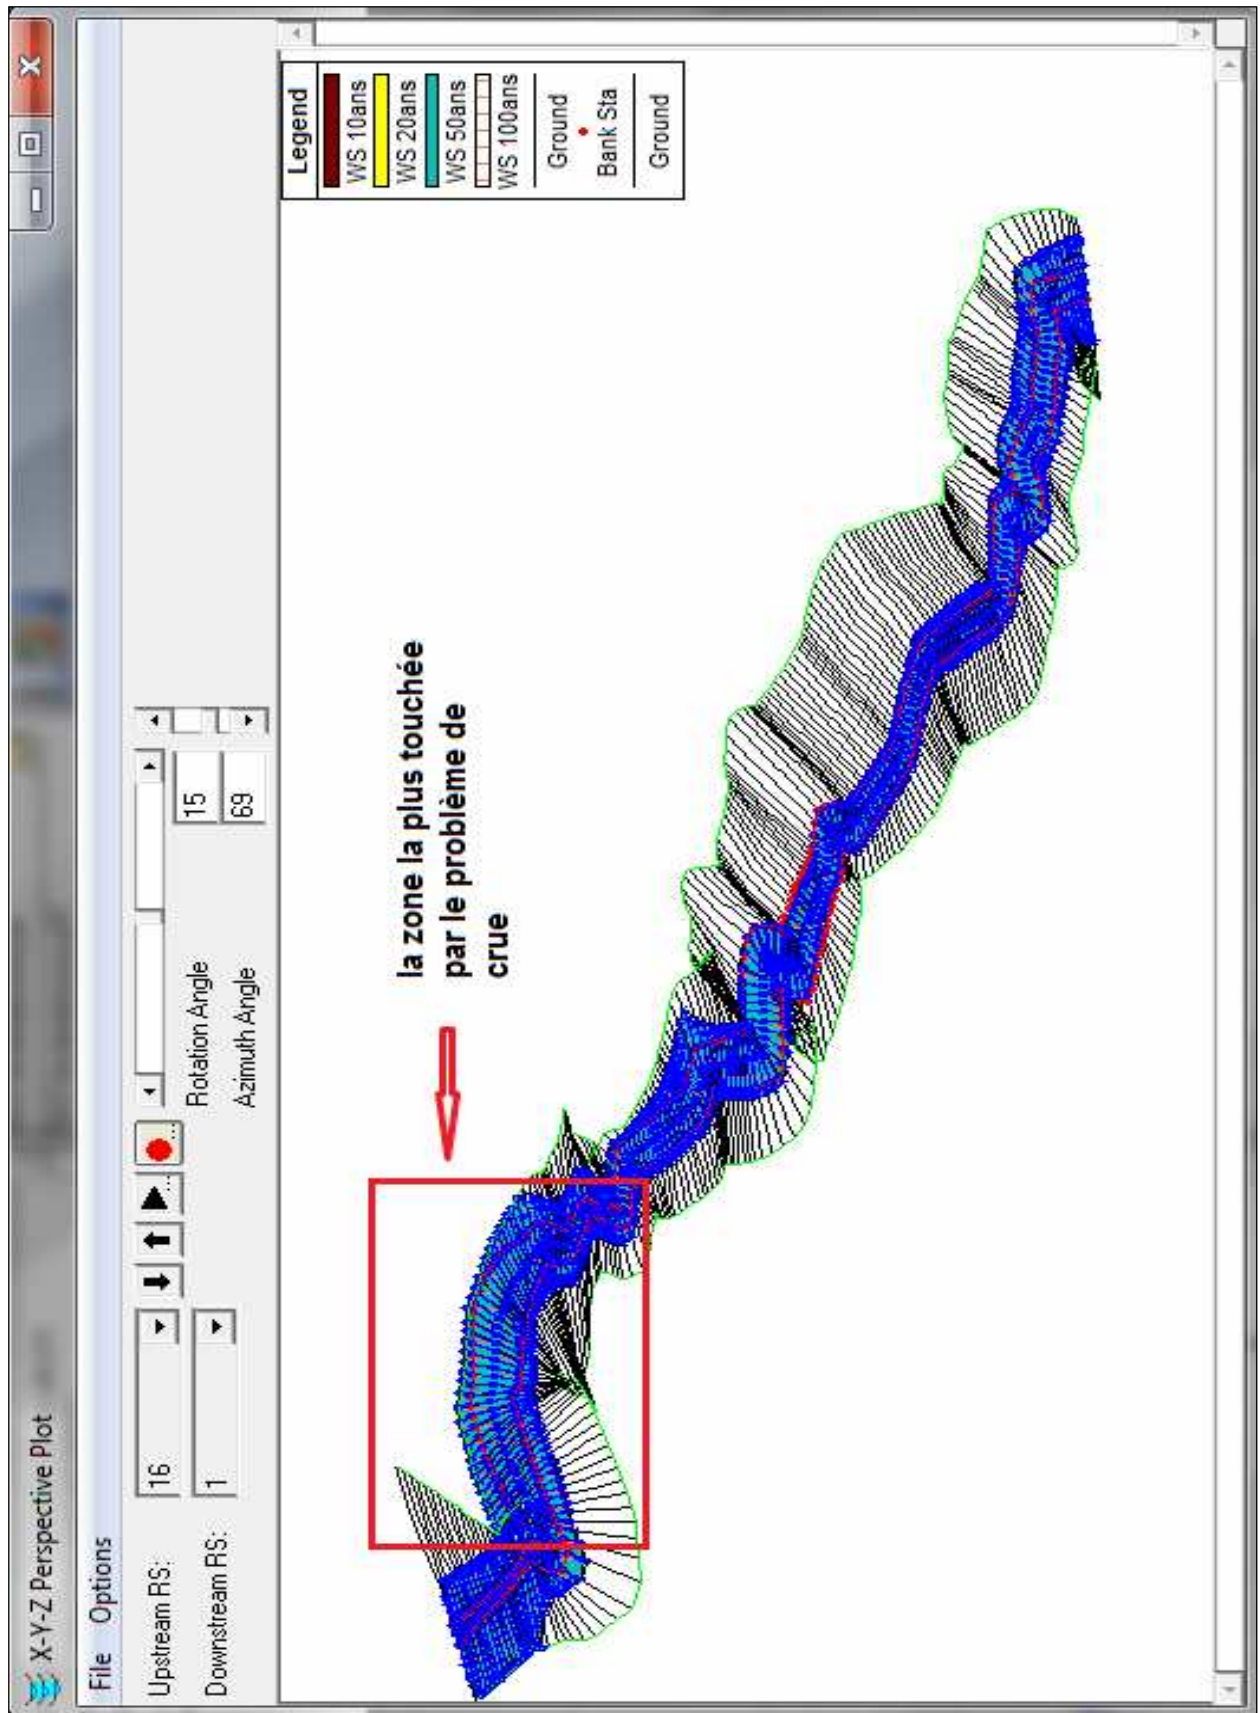 X-Y-Z Perspective Plot
File Options
Upstream RS:
16
Downstream RS:
1
Rotation Angle
15
Azimuth Angle
69
Legend
WS 10ans
WS 20ans
WS 50ans
WS 100ans
Ground
Bank Sta
Ground
la zone la plus touchée
par le problème de
crue